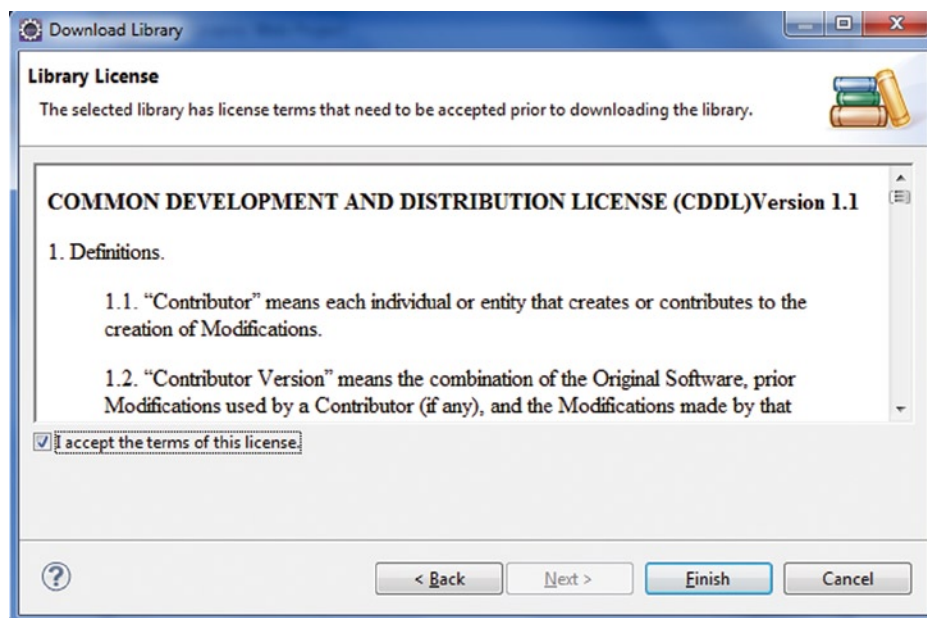 Download Library
Library License
The selected library has license terms that need to be accepted prior to downloading the library.
COMMON DEVELOPMENT AND DISTRIBUTION LICENSE (CDDL)Version 1.1
1. Definitions.
1.1. “Contributor” means each individual or entity that creates or contributes to the
creation of Modifications.
1.2. “Contributor Version” means the combination of the Original Software, prior
Modifications used by a Contributor (if any), and the Modifications made by that
I accept the terms of this license.
< Back Next > Finish Cancel